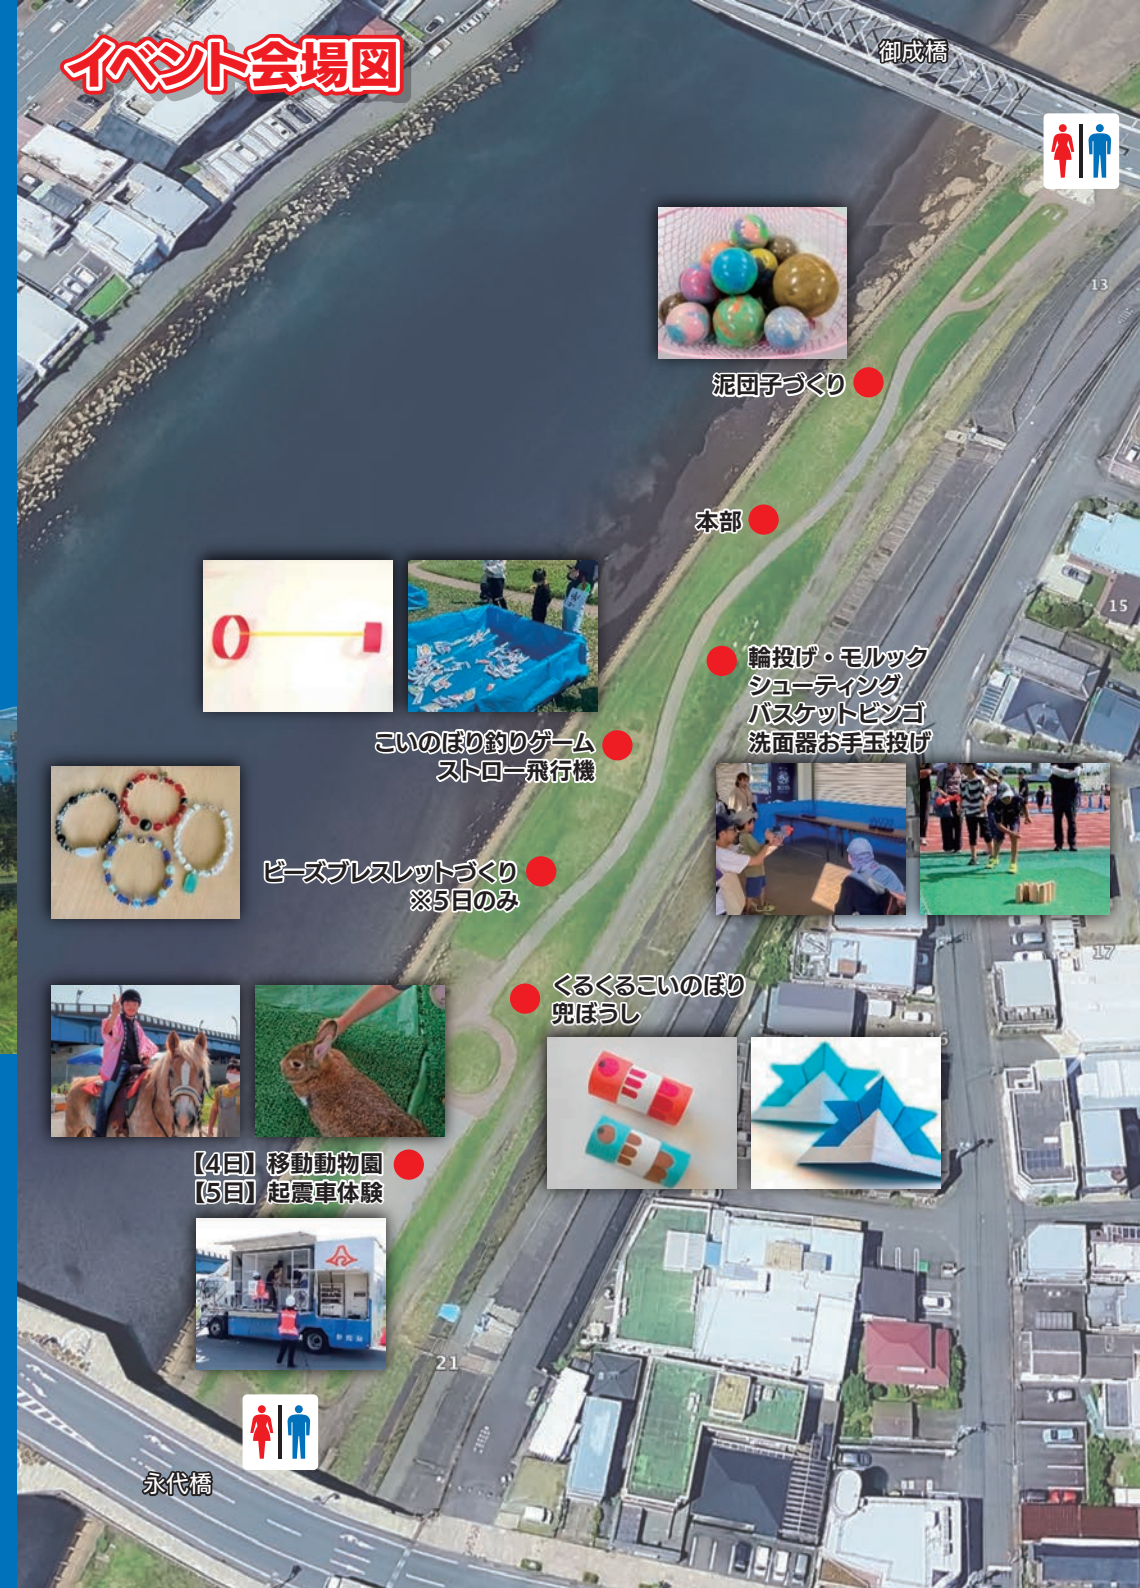 イベント会場図
御成橋
13
泥団子づくり
本部
15
輪投げ・モルック
シューティング
バスケットビンゴ
洗面器お手玉投げ
こいのぼり釣りゲーム
ストロー飛行機
ビーズブレスレットづくり
※5日のみ
17
くるくるこいのぼり
兜ぼうし
【4日】移動動物園
【5日】起震車体験
21
永代橋